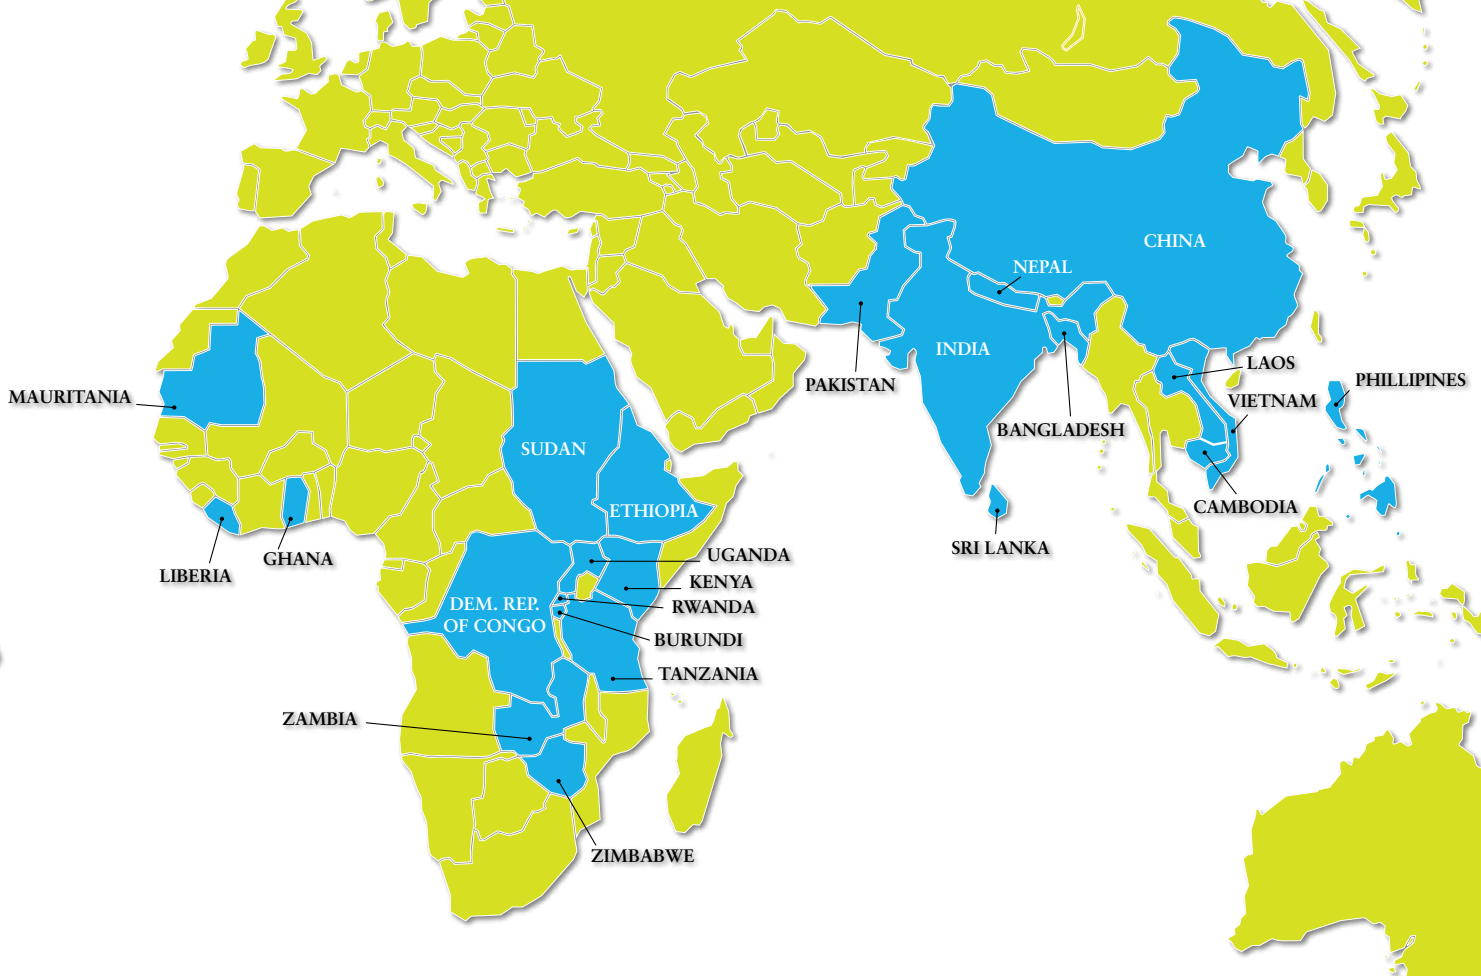 CHINA
NEPAL
INDIA
LAOS
PHILLIPINES
PAKISTAN
MAURITANIA
VIETNAM
BANGLADESH
SUDAN
CAMBODIA
ETHIOPIA
SRI LANKA
GHANA
UGANDA
LIBERIA
KENYA
DEM. REP.
OF CONGO
RWANDA
BURUNDI
TANZANIA
ZAMBIA
ZIMBABWE